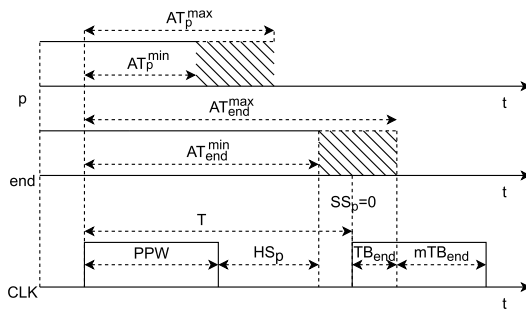 AT_p^max
AT_p^min
p t
AT_end^max
AT_end^min
end t
SS_p=0
T
PPW HS_p TB_end mTB_end
CLK t